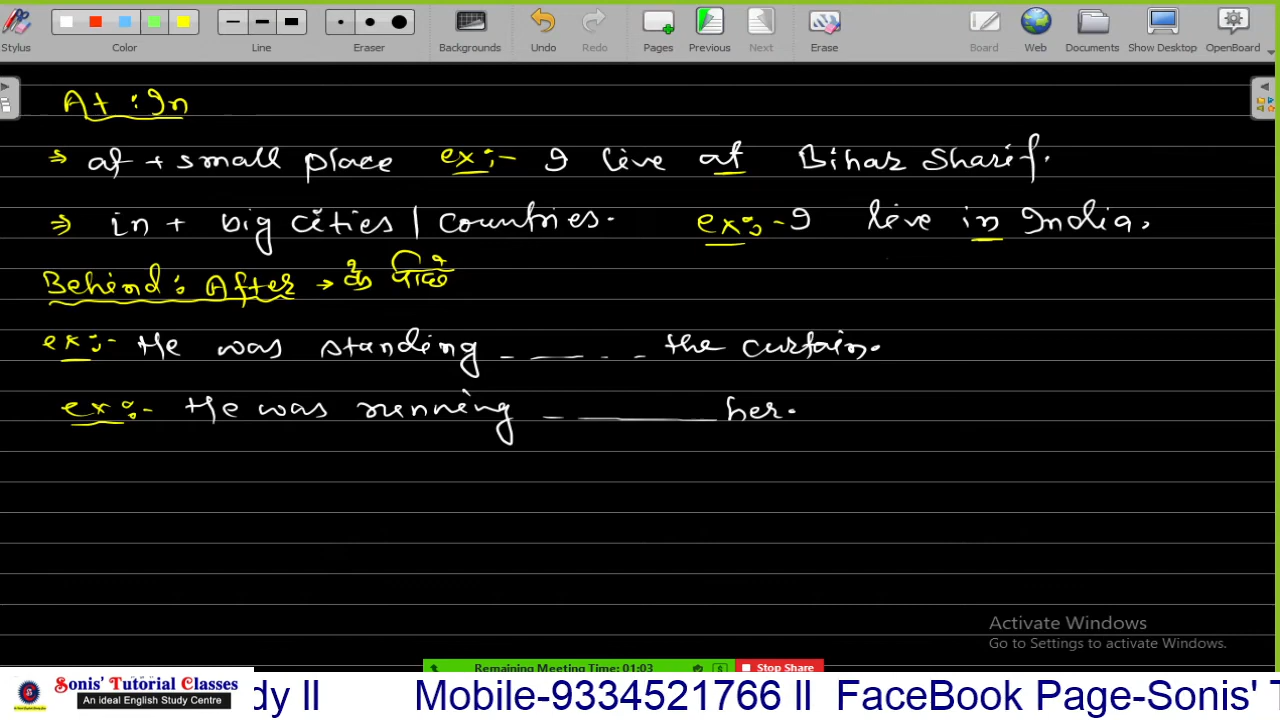 Stylus Color Line Eraser Backgrounds Undo Redo Pages Previous Next Erase Board Web Documents Show Desktop OpenBoard
At : In
⇒ at + small place ex:- I live at Bihar Sharif.
⇒ in + big cities | countries. ex:- I live in India.
Behind : After → के पीछे
ex:- He was standing _ __ . _ the curtain.
ex:- He was running _ ____ her.
Activate Windows
Go to Settings to activate Windows.
Remaining Meeting Time: 01:03 Stop Share
Sonis' Tutorial Classes
An ideal English Study Centre
dy II Mobile-9334521766 II FaceBook Page-Sonis' T